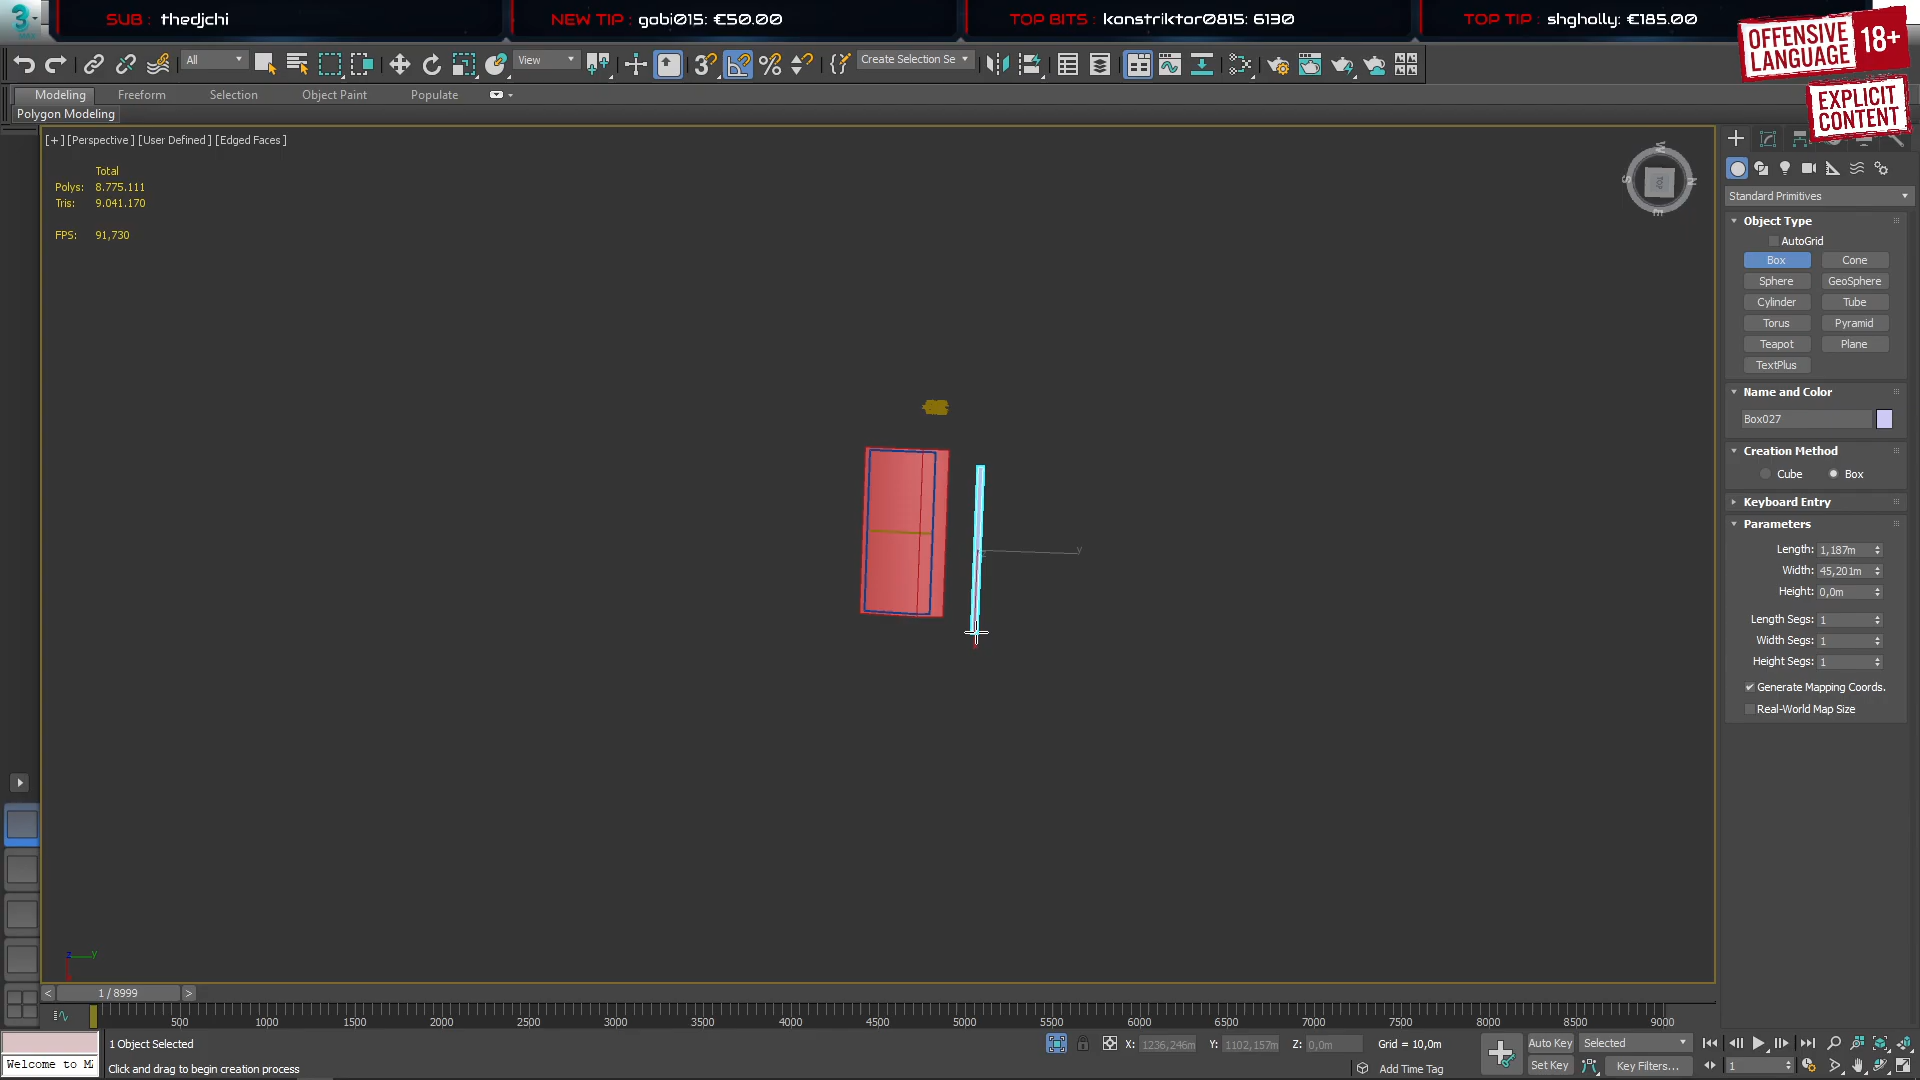 SUB : thedjchi
NEW TIP : gobi015: €50.00
TOP BITS : konstriktor0815: 6130
TOP TIP : shgholly: €185.00
OFFENSIVE LANGUAGE 18+
EXPLICIT CONTENT
All
View
Create Selection Se
Modeling
Freeform
Selection
Object Paint
Populate
Polygon Modeling
[+] [Perspective ] [User Defined ] [Edged Faces ]
Total
Polys: 8.775.111
Tris: 9.041.170
FPS: 91,730
TOP
W
S
N
E
y
y
Standard Primitives
Object Type
AutoGrid
Box
Cone
Sphere
GeoSphere
Cylinder
Tube
Torus
Pyramid
Teapot
Plane
TextPlus
Name and Color
Box027
Creation Method
Cube
Box
Keyboard Entry
Parameters
Length: 1,187m
Width: 45,201m
Height: 0,0m
Length Segs: 1
Width Segs: 1
Height Segs: 1
Generate Mapping Coords.
Real-World Map Size
< 1 / 8999 >
500
1000
1500
2000
2500
3000
3500
4000
4500
5000
5500
6000
6500
7000
7500
8000
8500
9000
1 Object Selected
X: 1236,246m
Y: 1102,157m
Z: 0,0m
Grid = 10,0m
Auto Key
Selected
Welcome to M
Click and drag to begin creation process
Add Time Tag
Set Key
Key Filters...
1